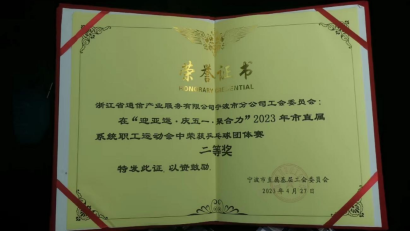 荣誉证书
HONORARY CREDENTIAL
浙江省通信产业服务有限公司宁波市分公司工会委员会：
在“迎亚运·庆五一·聚合力”2023年市直属
系统职工运动会中荣获乒乓球团体赛
二等奖
特发此证 以资鼓励
宁波市直属基层工会委员会
2023年4月27日